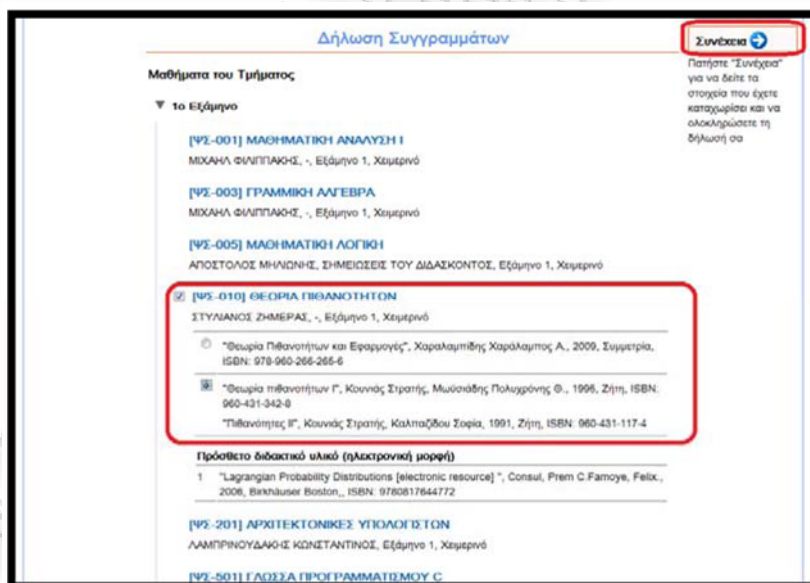 Δήλωση Συγγραμμάτων
Συνέχεια
Πατήστε "Συνέχεια"
για να δείτε τα
στοιχεία που έχετε
καταχωρίσει και να
ολοκληρώσετε τη
δήλωσή σα
Μαθήματα του Τμήματος
1ο Εξάμηνο
[ΨΣ-001] ΜΑΘΗΜΑΤΙΚΗ ΑΝΑΛΥΣΗ Ι
ΜΙΧΑΗΛ ΦΙΛΙΠΠΑΚΗΣ, -, Εξάμηνο 1, Χειμερινό
[ΨΣ-003] ΓΡΑΜΜΙΚΗ ΑΛΓΕΒΡΑ
ΜΙΧΑΗΛ ΦΙΛΙΠΠΑΚΗΣ, -, Εξάμηνο 1, Χειμερινό
[ΨΣ-005] ΜΑΘΗΜΑΤΙΚΗ ΛΟΓΙΚΗ
ΑΠΟΣΤΟΛΟΣ ΜΗΛΙΩΝΗΣ, ΣΗΜΕΙΩΣΕΙΣ ΤΟΥ ΔΙΔΑΣΚΟΝΤΟΣ, Εξάμηνο 1, Χειμερινό
[ΨΣ-010] ΘΕΩΡΙΑ ΠΙΘΑΝΟΤΗΤΩΝ
ΣΤΥΛΙΑΝΟΣ ΖΗΜΕΡΑΣ, -, Εξάμηνο 1, Χειμερινό
"Θεωρία Πιθανοτήτων και Εφαρμογές", Χαραλαμπίδης Χαράλαμπος Α., 2009, Συμμετρία,
ISBN: 978-960-266-265-6
"Θεωρία πιθανοτήτων Ι", Κουνιάς Στρατής, Μωϋσιάδης Πολυχρόνης Θ., 1995, Ζήτη, ISBN:
960-431-342-8
"Πιθανότητες ΙΙ", Κουνιάς Στρατής, Καλπαζίδου Σοφία, 1991, Ζήτη, ISBN: 960-431-117-4
Πρόσθετο διδακτικό υλικό (ηλεκτρονική μορφή)
1 "Lagrangian Probability Distributions [electronic resource] ", Consul, Prem C.Famoye, Felix.,
2006, Birkhäuser Boston,, ISBN: 9780817644772
[ΨΣ-201] ΑΡΧΙΤΕΚΤΟΝΙΚΕΣ ΥΠΟΛΟΓΙΣΤΩΝ
ΛΑΜΠΡΙΝΟΥΔΑΚΗΣ ΚΩΝΣΤΑΝΤΙΝΟΣ, Εξάμηνο 1, Χειμερινό
[ΨΣ-501] ΓΛΩΣΣΑ ΠΡΟΓΡΑΜΜΑΤΙΣΜΟΥ C